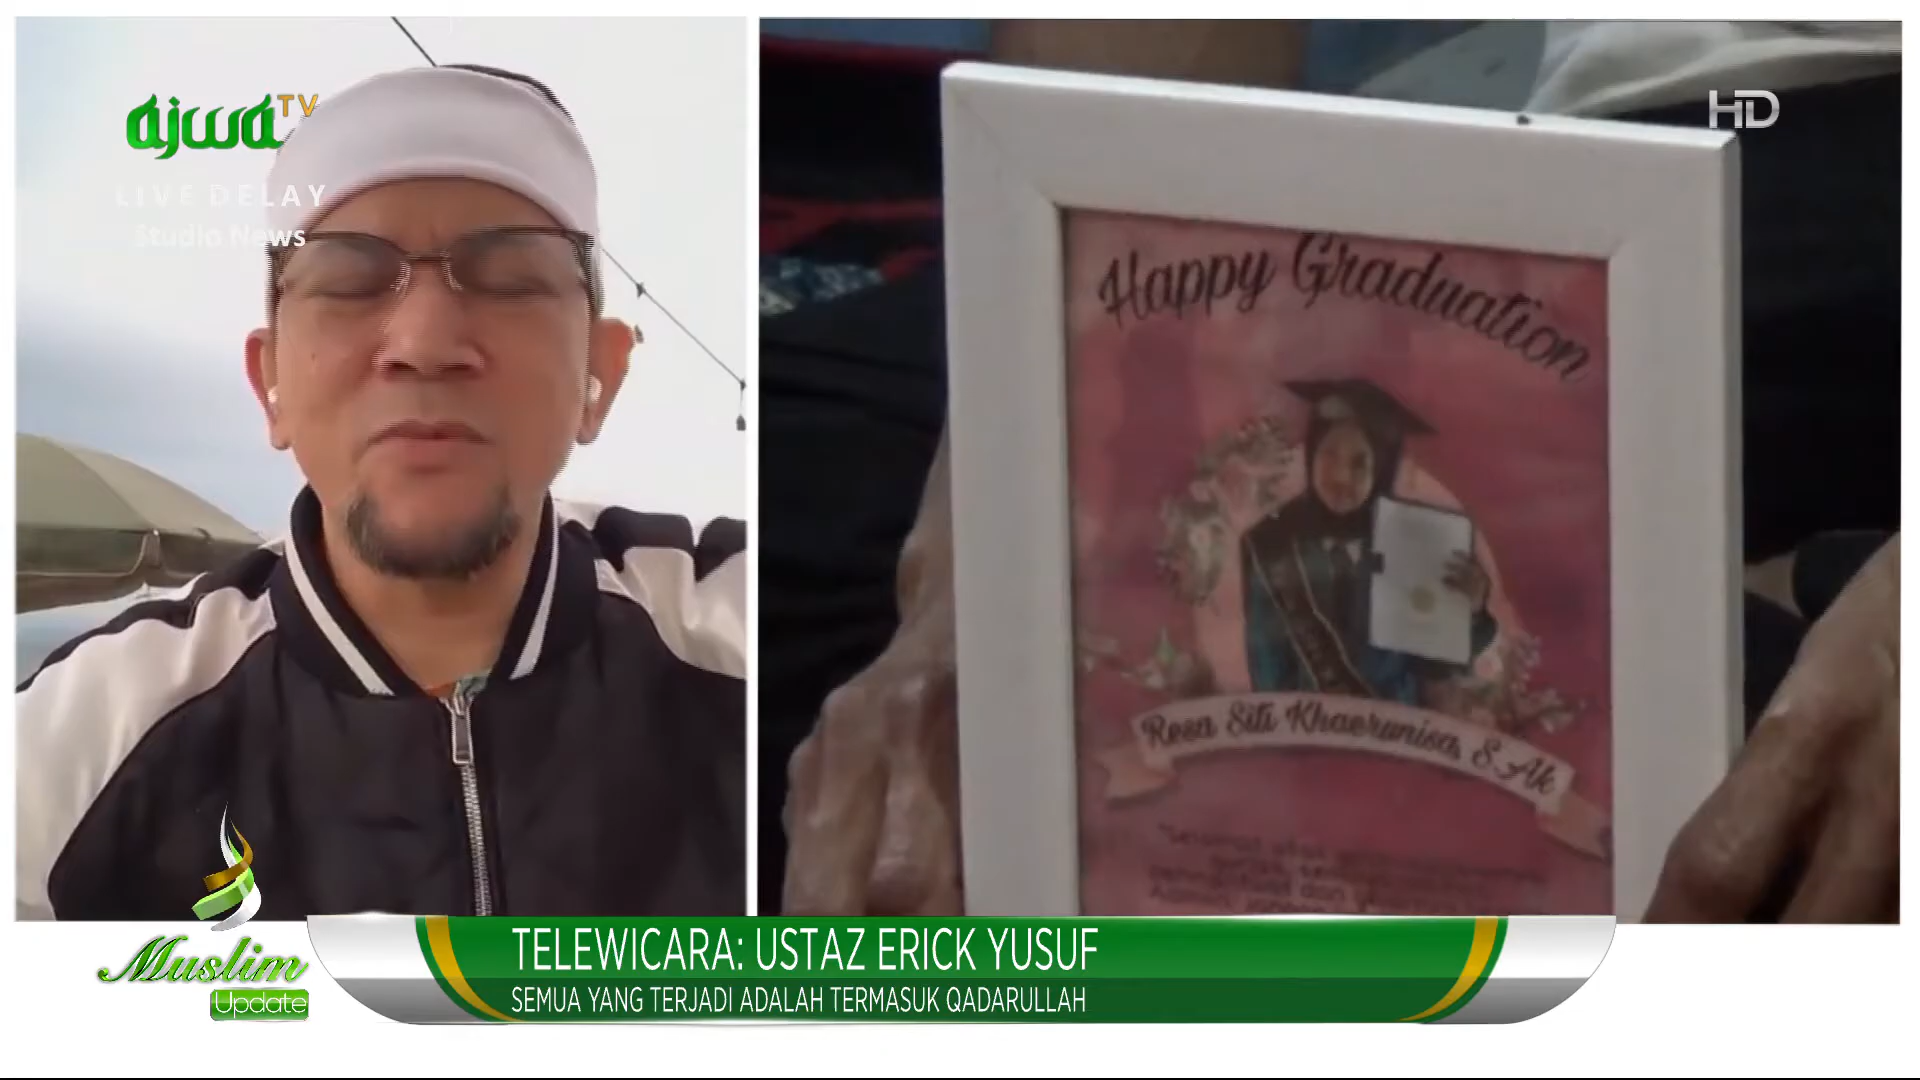 ajwa TV
LIVE DELAY
Studio News
HD
Happy Graduation
Rosa Siti Khaerunisa, S.Ak
Muslim
Update
TELEWICARA: USTAZ ERICK YUSUF
SEMUA YANG TERJADI ADALAH TERMASUK QADARULLAH